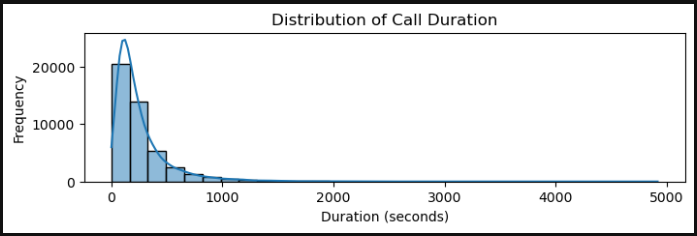 Distribution of Call Duration
Frequency
20000
10000
0
0 1000 2000 3000 4000 5000
Duration (seconds)